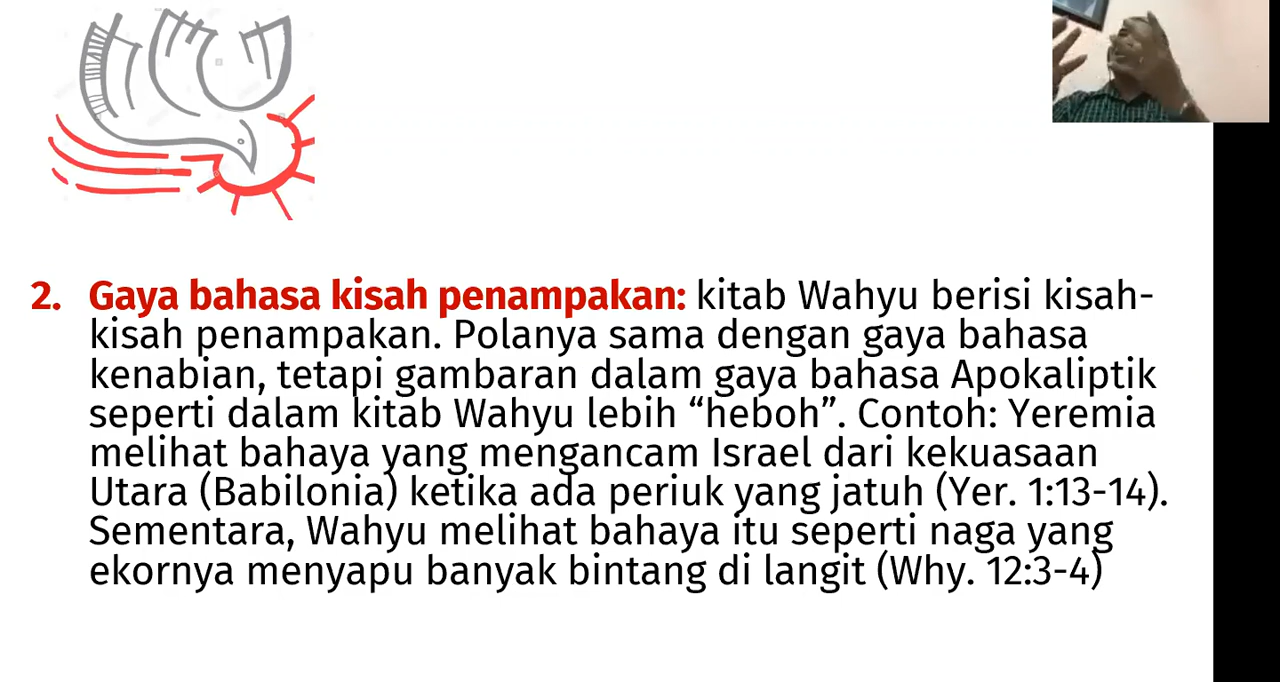 2. Gaya bahasa kisah penampakan: kitab Wahyu berisi kisah-
kisah penampakan. Polanya sama dengan gaya bahasa
kenabian, tetapi gambaran dalam gaya bahasa Apokaliptik
seperti dalam kitab Wahyu lebih “heboh”. Contoh: Yeremia
melihat bahaya yang mengancam Israel dari kekuasaan
Utara (Babilonia) ketika ada periuk yang jatuh (Yer. 1:13-14).
Sementara, Wahyu melihat bahaya itu seperti naga yang
ekornya menyapu banyak bintang di langit (Why. 12:3-4)